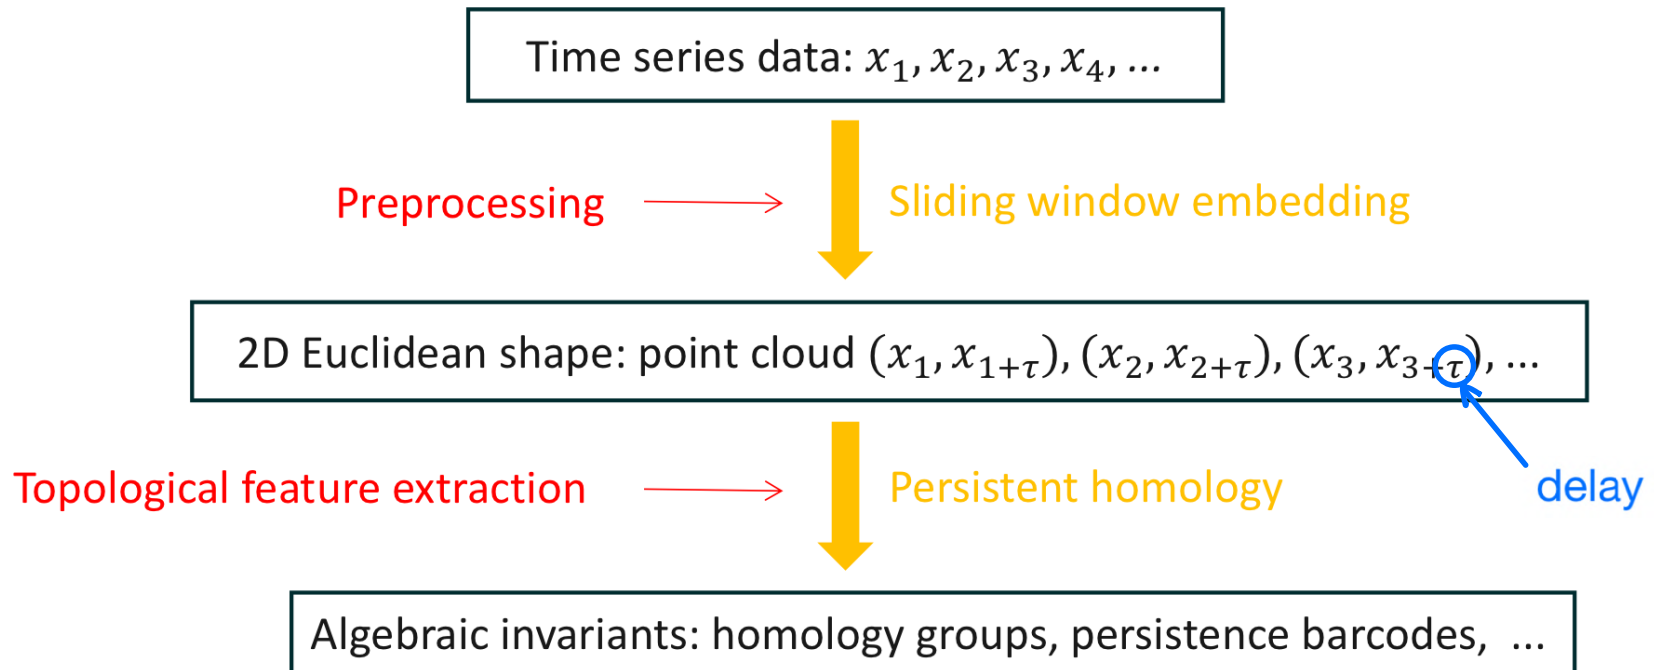 Time series data: x₁, x₂, x₃, x₄, ...
Preprocessing
Sliding window embedding
2D Euclidean shape: point cloud (x₁, x₁₊τ), (x₂, x₂₊τ), (x₃, x₃₊τ), ...
Topological feature extraction
Persistent homology
delay
Algebraic invariants: homology groups, persistence barcodes, ...